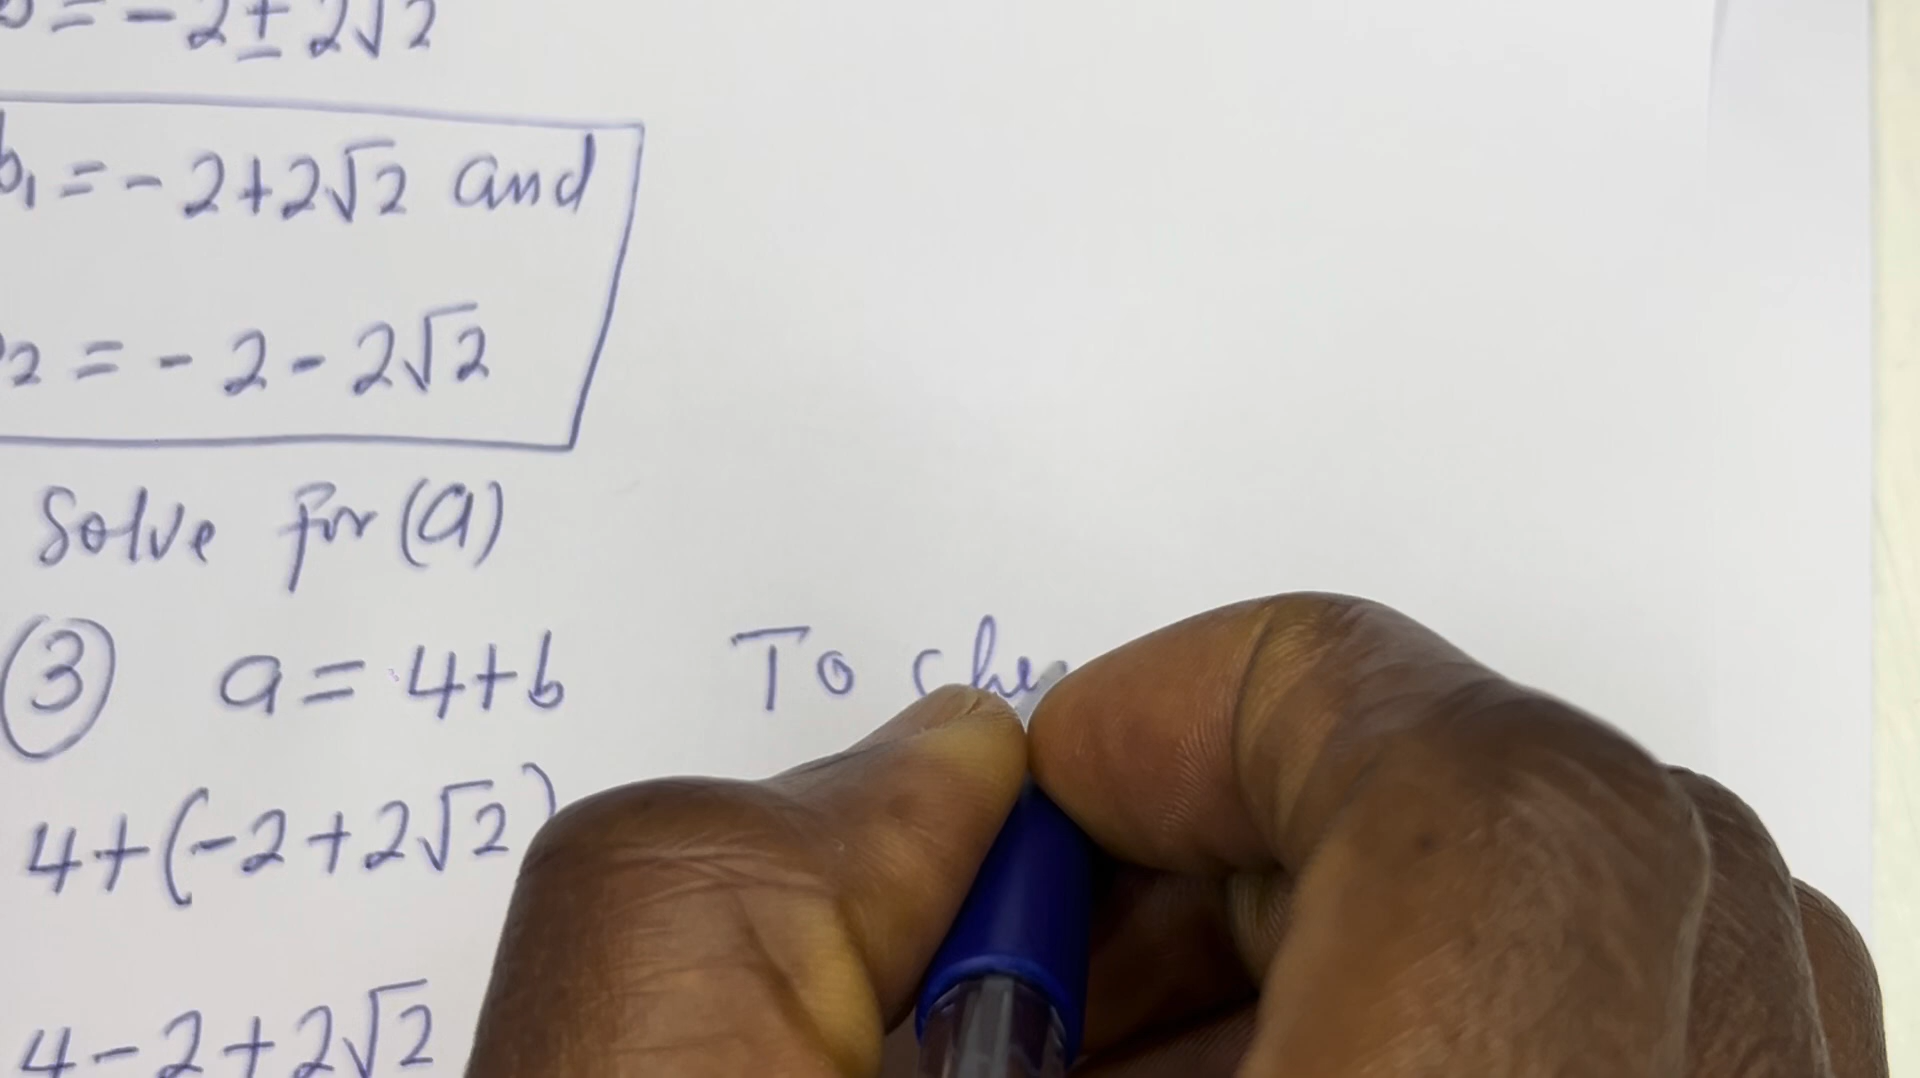 b = -2 ± 2√2
b₁ = -2+2√2 and
b₂ = -2-2√2
Solve for (a)
③ a = 4+b
4+(-2+2√2)
4-2+2√2
To che